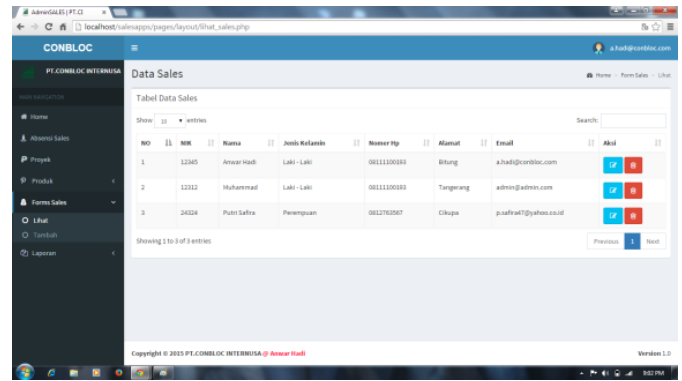 AdminSALES | PT.CI
localhost/salesapps/pages/layout/lihat_sales.php
CONBLOC
a.hadi@conbloc.com
PT.CONBLOC INTERNUSA
Data Sales
Home
Form Sales
Lihat
MAIN NAVIGATION
Tabel Data Sales
Home
Show 10 entries
Search:
Absensi Sales
NO NIK Nama Jenis Kelamin Nomor Hp Alamat Email Aksi
Proyek
1 12345 Anwar Hadi Laki - Laki 08111100393 Bitung a.hadi@conbloc.com
Produk
2 12312 Muhammad Laki - Laki 08111100393 Tangerang admin@admin.com
Forms Sales
3 24324 Putri Safira Perempuan 0812763567 Cikupa p.safira47@yahoo.co.id
Lihat
Tambah
Showing 1 to 3 of 3 entries
Previous 1 Next
Laporan
Copyright © 2015 PT.CONBLOC INTERNUSA @ Anwar Hadi
Version 1.0
9:02 PM